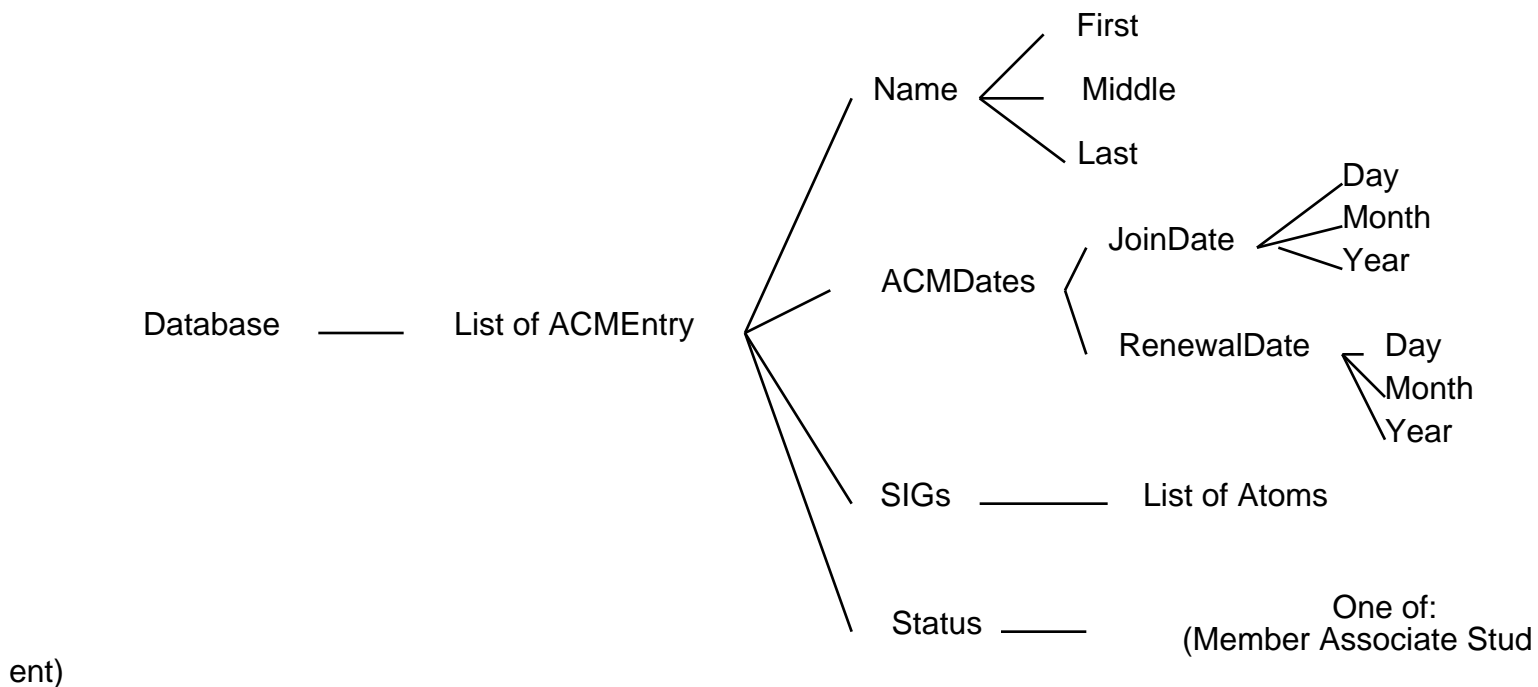 First
Name
Middle
Last
Day
Month
JoinDate
Year
ACMDates
Database
List of ACMEntry
RenewalDate
Day
Month
Year
SIGs
List of Atoms
Status
One of:
(Member Associate Stud
ent)